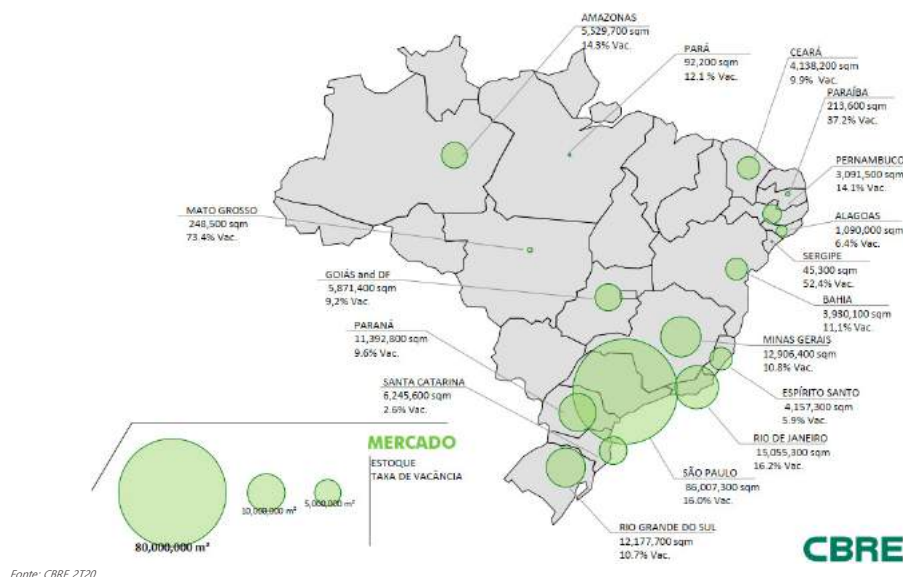 AMAZONAS
5,529,700 sqm
14.3% Vac.
PARÁ
92,200 sqm
12.1 % Vac.
CEARÁ
4,138,200 sqm
9.9% Vac.
PARAÍBA
213,600 sqm
37.2% Vac.
PERNAMBUCO
3,091,500 sqm
14.1% Vac.
MATO GROSSO
248,500 sqm
73.4% Vac.
ALAGOAS
1,090,000 sqm
6.4% Vac.
SERGIPE
45,300 sqm
52,4% Vac.
GOIÁS and DF
5,871,400 sqm
9,2% Vac.
BAHIA
3,980,100 sqm
11,1% Vac.
PARANÁ
11,392,800 sqm
9.6% Vac.
MINAS GERAIS
12,906,400 sqm
10.8% Vac.
SANTA CATARINA
6,245,600 sqm
2.6% Vac.
ESPÍRITO SANTO
4,157,300 sqm
5.9% Vac.
RIO DE JANEIRO
15,055,300 sqm
16.2% Vac.
SÃO PAULO
86,007,300 sqm
16.0% Vac.
RIO GRANDE DO SUL
12,177,700 sqm
10.7% Vac.
MERCADO
ESTOQUE
TAXA DE VACÂNCIA
80,000,000 m²
10,000,000 m²
5,000,000 m²
CBRE
Fonte: CBRE 2T20